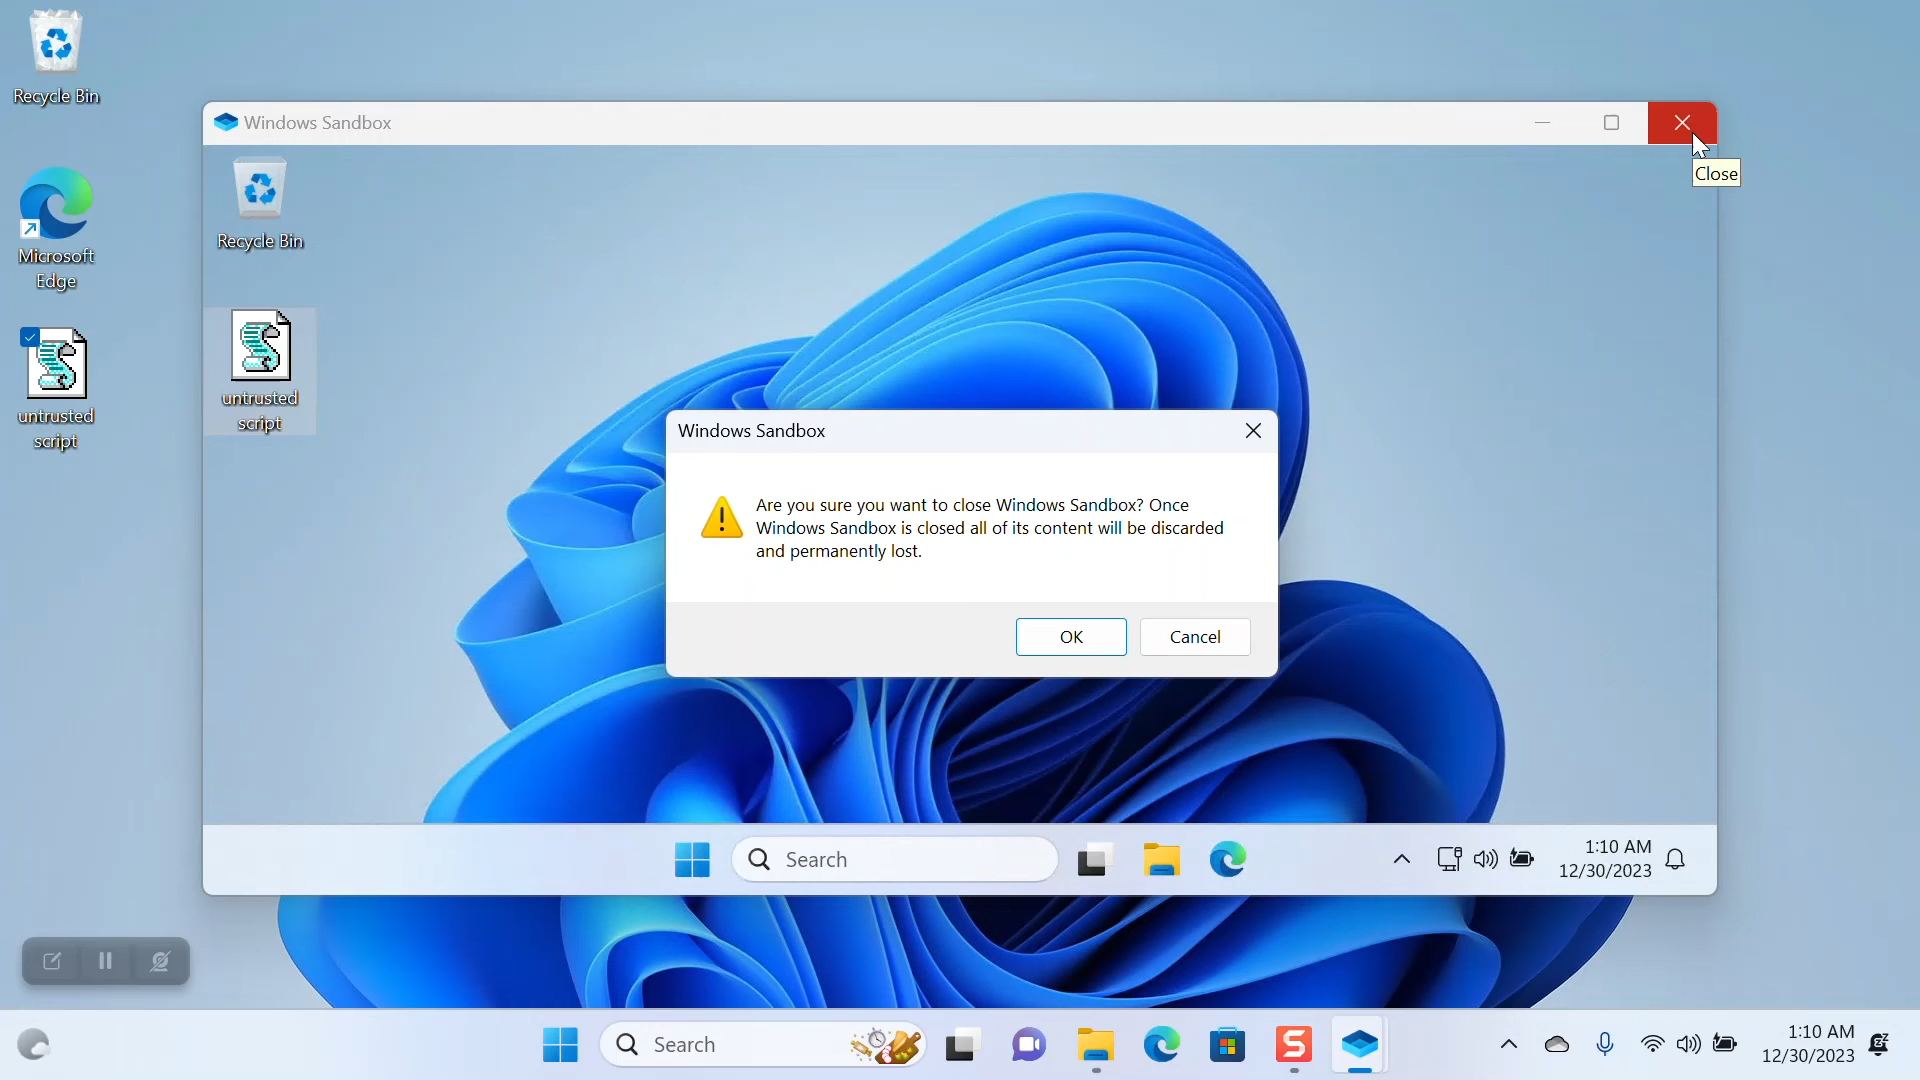 Recycle Bin
Microsoft
Edge
untrusted
script
Windows Sandbox
Close
Recycle Bin
untrusted
script
Windows Sandbox
Are you sure you want to close Windows Sandbox? Once
Windows Sandbox is closed all of its content will be discarded
and permanently lost.
OK
Cancel
Search
1:10 AM
12/30/2023
Search
1:10 AM
12/30/2023